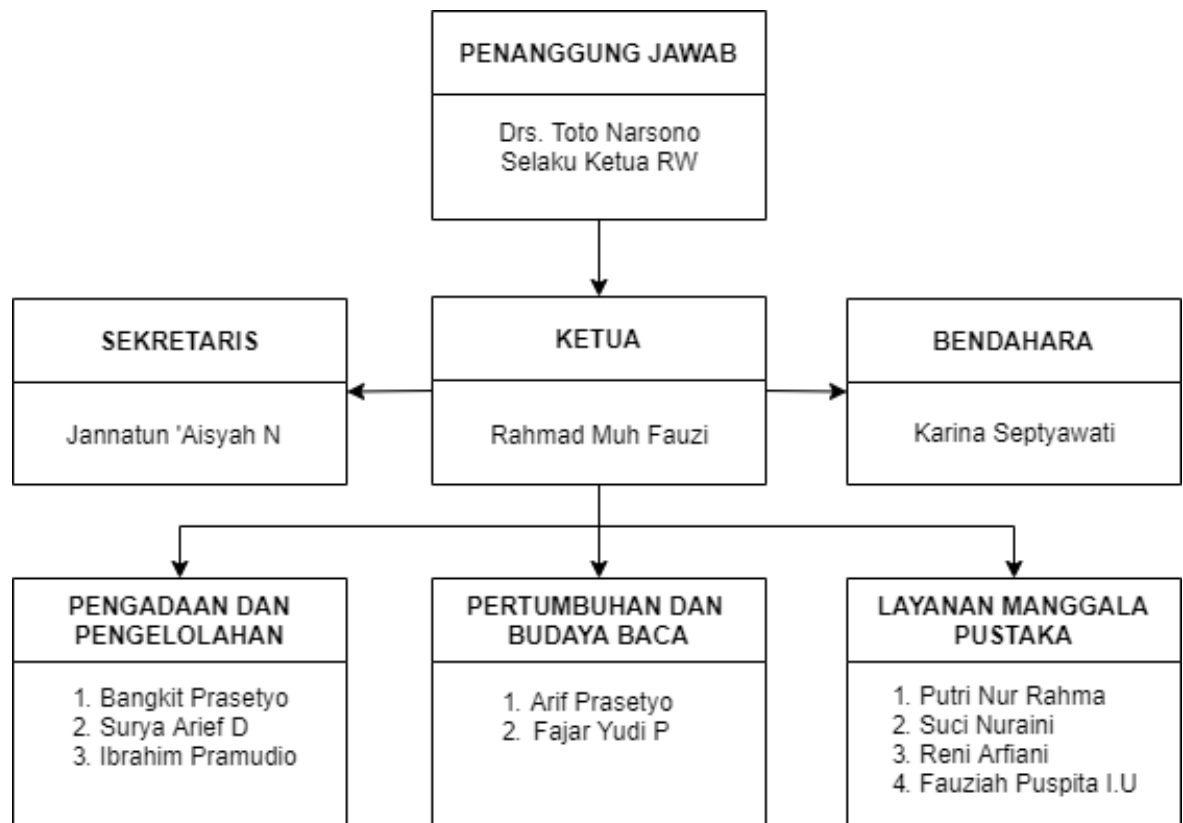 PENANGGUNG JAWAB
Drs. Toto Narsono
Selaku Ketua RW
SEKRETARIS
Jannatun 'Aisyah N
KETUA
Rahmad Muh Fauzi
BENDAHARA
Karina Septyawati
PENGADAAN DAN
PENGELOLAHAN
1. Bangkit Prasetyo
2. Surya Arief D
3. Ibrahim Pramudio
PERTUMBUHAN DAN
BUDAYA BACA
1. Arif Prasetyo
2. Fajar Yudi P
LAYANAN MANGGALA
PUSTAKA
1. Putri Nur Rahma
2. Suci Nuraini
3. Reni Arfiani
4. Fauziah Puspita I.U